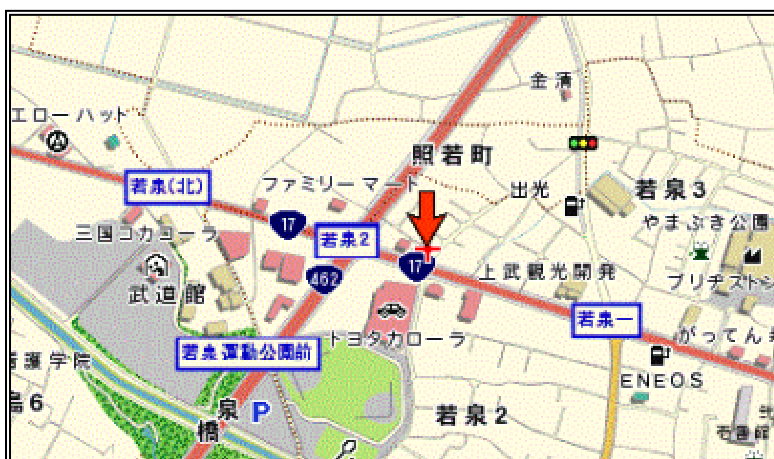 金清
エローハット
照若町
若泉(北)
ファミリーマート
出光
若泉3
やまぶき公園
17
若泉2
三国コカコーラ
17
462
上武観光開発
ブリヂスト
武道館
若泉一
トヨタカローラ
がってん
若泉運動公園前
看護学院
ENEOS
島6
泉橋
P
若泉2
壱番館